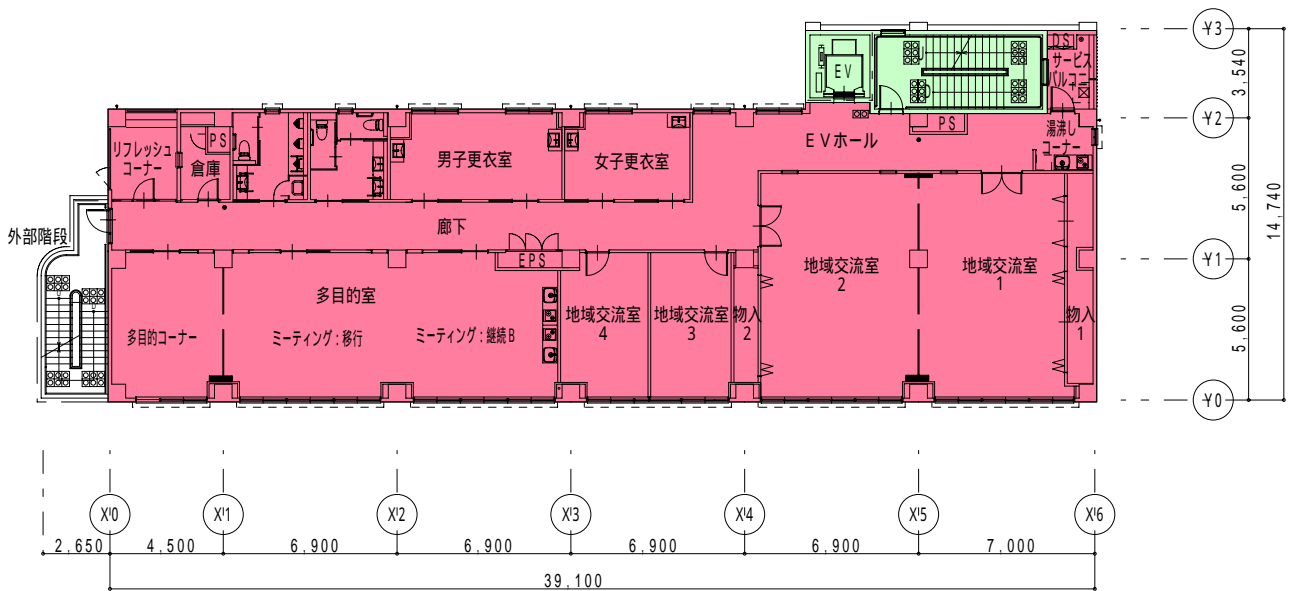 Y3
DS
サービス
バルコニー
EV
3,540
Y2
PS
湯沸し
コーナー
EVホール
PS
リフレッシュ
コーナー
倉庫
男子更衣室
女子更衣室
5,600
14,740
廊下
外部階段
EPS
Y1
地域交流室
2
地域交流室
1
多目的室
地域交流室
4
地域交流室
3
物入
2
物入
1
多目的コーナー
ミーティング：移行
ミーティング：継続B
5,600
Y0
X'0
X'1
X'2
X'3
X'4
X'5
X'6
2,650
4,500
6,900
6,900
6,900
6,900
7,000
39,100